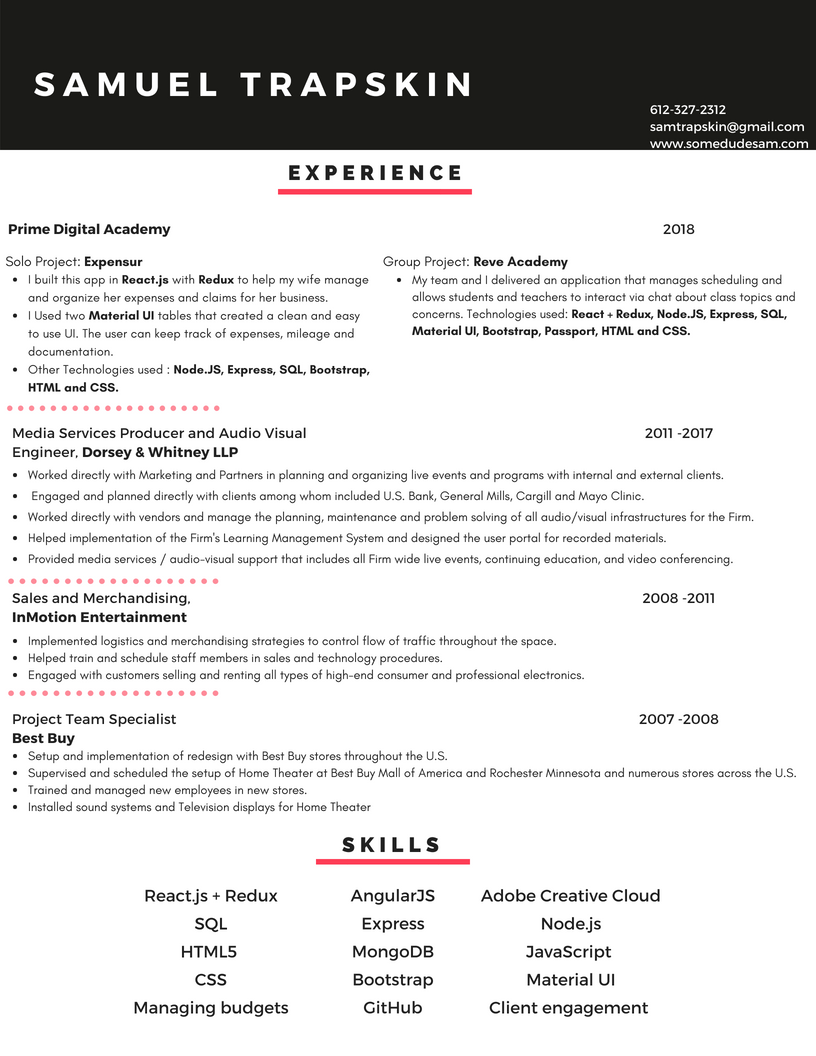 SAMUEL TRAPSKIN
612-327-2312
samtrapskin@gmail.com
www.somedudesam.com
EXPERIENCE
Prime Digital Academy
2018
Solo Project: Expensur
• I built this app in React.js with Redux to help my wife manage
and organize her expenses and claims for her business.
• I Used two Material UI tables that created a clean and easy
to use UI. The user can keep track of expenses, mileage and
documentation.
• Other Technologies used : Node.JS, Express, SQL, Bootstrap,
HTML and CSS.
Group Project: Reve Academy
• My team and I delivered an application that manages scheduling and
allows students and teachers to interact via chat about class topics and
concerns. Technologies used: React + Redux, Node.JS, Express, SQL,
Material UI, Bootstrap, Passport, HTML and CSS.
Media Services Producer and Audio Visual
Engineer, Dorsey & Whitney LLP
2011 -2017
• Worked directly with Marketing and Partners in planning and organizing live events and programs with internal and external clients.
• Engaged and planned directly with clients among whom included U.S. Bank, General Mills, Cargill and Mayo Clinic.
• Worked directly with vendors and manage the planning, maintenance and problem solving of all audio/visual infrastructures for the Firm.
• Helped implementation of the Firm's Learning Management System and designed the user portal for recorded materials.
• Provided media services / audio-visual support that includes all Firm wide live events, continuing education, and video conferencing.
Sales and Merchandising,
InMotion Entertainment
2008 -2011
• Implemented logistics and merchandising strategies to control flow of traffic throughout the space.
• Helped train and schedule staff members in sales and technology procedures.
• Engaged with customers selling and renting all types of high-end consumer and professional electronics.
Project Team Specialist
Best Buy
2007 -2008
• Setup and implementation of redesign with Best Buy stores throughout the U.S.
• Supervised and scheduled the setup of Home Theater at Best Buy Mall of America and Rochester Minnesota and numerous stores across the U.S.
• Trained and managed new employees in new stores.
• Installed sound systems and Television displays for Home Theater
SKILLS
React.js + Redux
SQL
HTML5
CSS
Managing budgets
AngularJS
Express
MongoDB
Bootstrap
GitHub
Adobe Creative Cloud
Node.js
JavaScript
Material UI
Client engagement